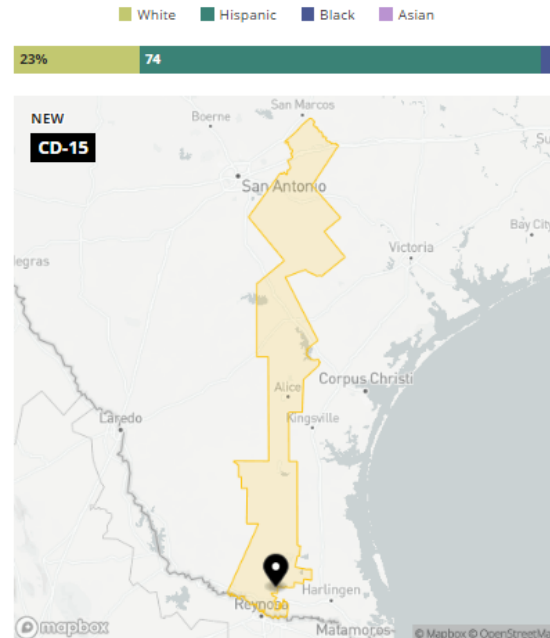 White Hispanic Black Asian
23% 74
NEW
CD-15
San Marcos
Boerne
San Antonio
Bay City
Victoria
Corpus Christi
Alice
Kingsville
Laredo
Harlingen
Reynosa
Matamoros
mapbox
© Mapbox © OpenStreetM